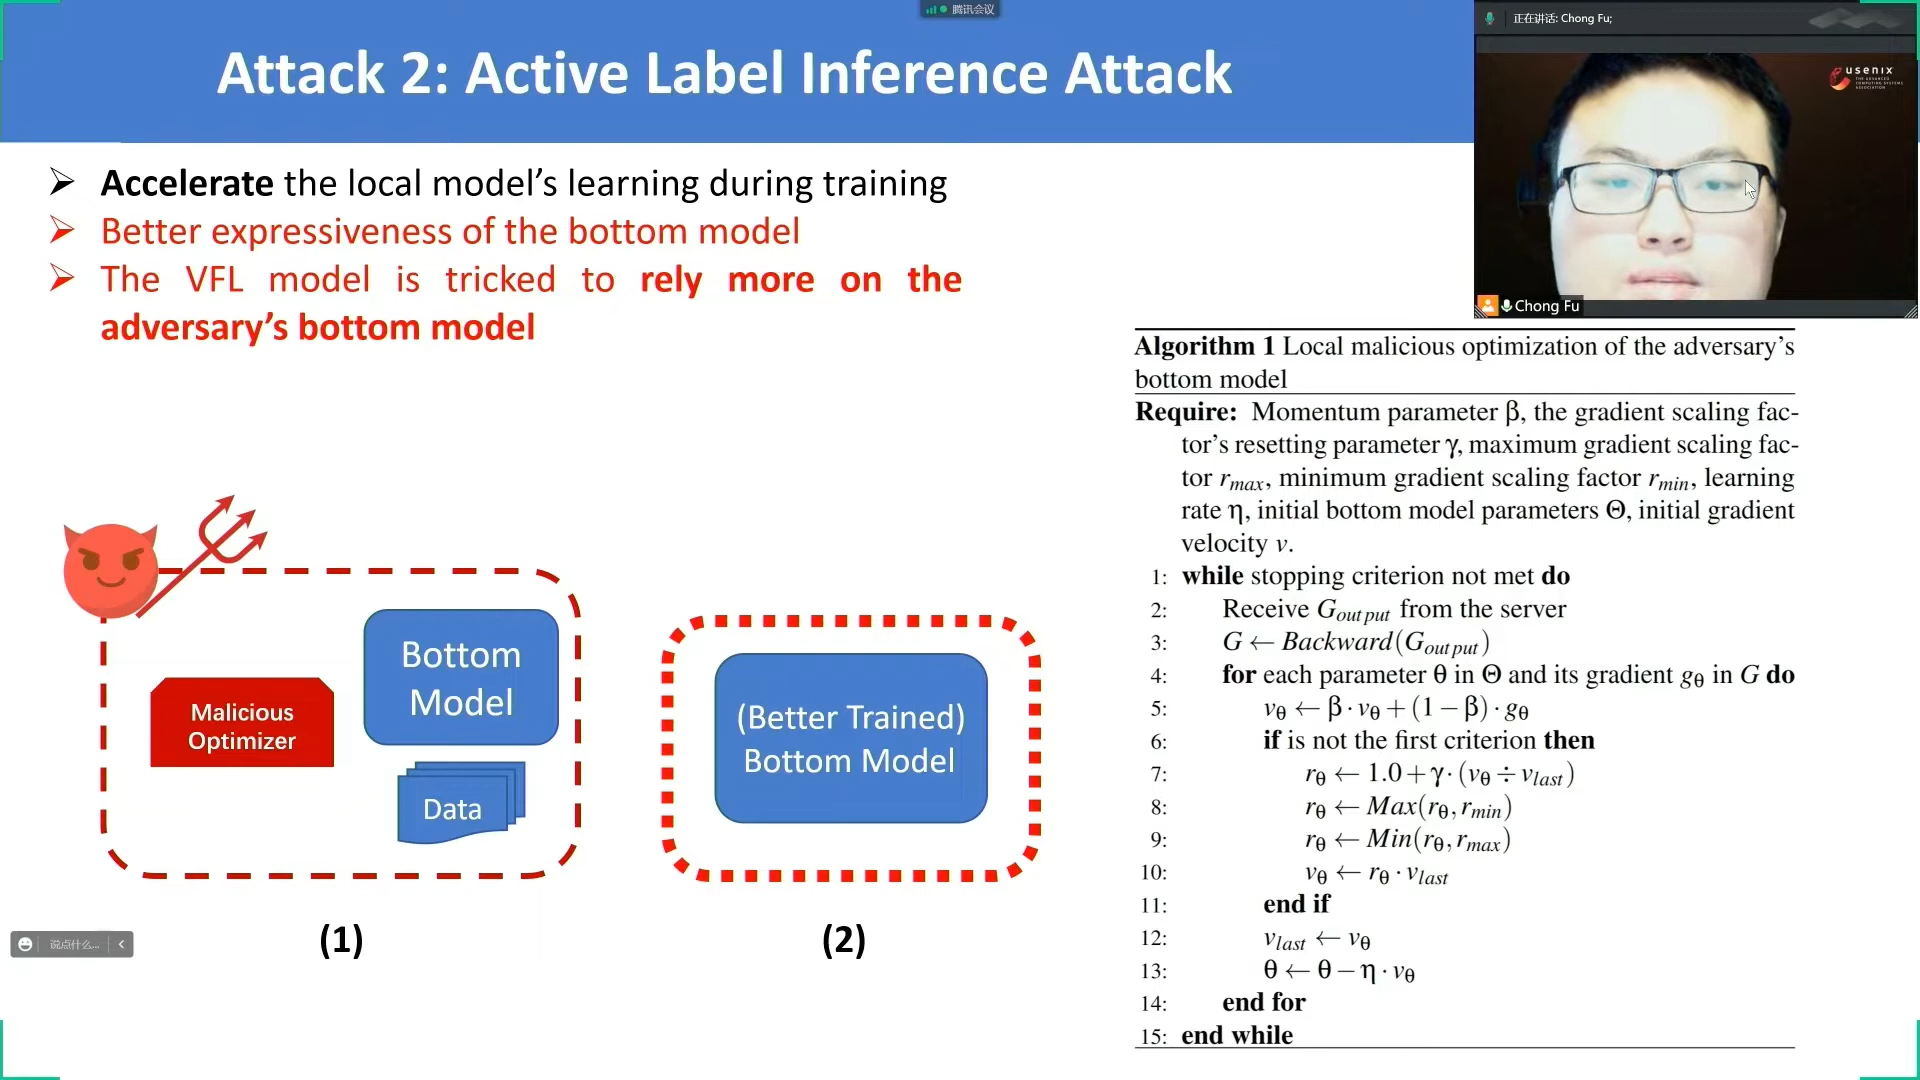 腾讯会议
Attack 2: Active Label Inference Attack
正在讲话: Chong Fu;
usenix
THE ADVANCED
COMPUTING SYSTEMS
ASSOCIATION
Chong Fu
➢ Accelerate the local model’s learning during training
➢ Better expressiveness of the bottom model
➢ The VFL model is tricked to rely more on the
adversary’s bottom model
Malicious
Optimizer
Bottom
Model
Data
(1)
(Better Trained)
Bottom Model
(2)
说点什么...
Algorithm 1 Local malicious optimization of the adversary’s
bottom model
Require: Momentum parameter β, the gradient scaling fac-
tor’s resetting parameter γ, maximum gradient scaling fac-
tor r_max, minimum gradient scaling factor r_min, learning
rate η, initial bottom model parameters Θ, initial gradient
velocity v.
1: while stopping criterion not met do
2: Receive G_output from the server
3: G ← Backward(G_output)
4: for each parameter θ in Θ and its gradient g_θ in G do
5: v_θ ← β · v_θ + (1 − β) · g_θ
6: if is not the first criterion then
7: r_θ ← 1.0 + γ · (v_θ ÷ v_last)
8: r_θ ← Max(r_θ, r_min)
9: r_θ ← Min(r_θ, r_max)
10: v_θ ← r_θ · v_last
11: end if
12: v_last ← v_θ
13: θ ← θ − η · v_θ
14: end for
15: end while